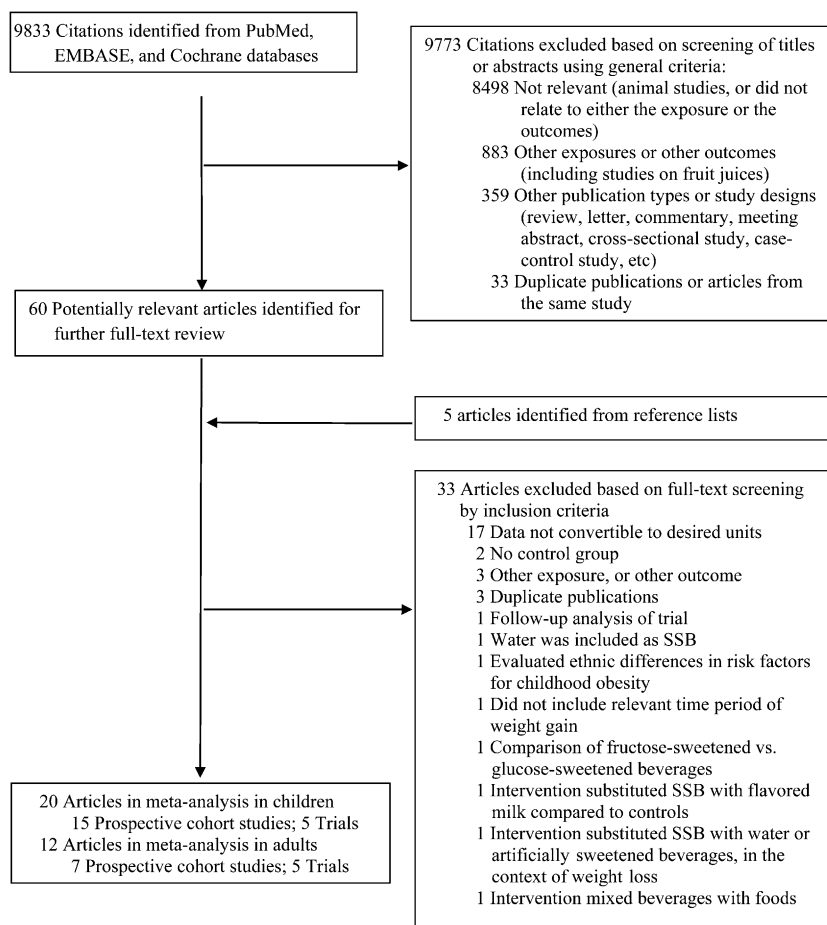 9833 Citations identified from PubMed,
EMBASE, and Cochrane databases
9773 Citations excluded based on screening of titles
or abstracts using general criteria:
8498 Not relevant (animal studies, or did not
relate to either the exposure or the
outcomes)
883 Other exposures or other outcomes
(including studies on fruit juices)
359 Other publication types or study designs
(review, letter, commentary, meeting
abstract, cross-sectional study, case-
control study, etc)
33 Duplicate publications or articles from
the same study
60 Potentially relevant articles identified for
further full-text review
5 articles identified from reference lists
33 Articles excluded based on full-text screening
by inclusion criteria
17 Data not convertible to desired units
2 No control group
3 Other exposure, or other outcome
3 Duplicate publications
1 Follow-up analysis of trial
1 Water was included as SSB
1 Evaluated ethnic differences in risk factors
for childhood obesity
1 Did not include relevant time period of
weight gain
1 Comparison of fructose-sweetened vs.
glucose-sweetened beverages
1 Intervention substituted SSB with flavored
milk compared to controls
1 Intervention substituted SSB with water or
artificially sweetened beverages, in the
context of weight loss
1 Intervention mixed beverages with foods
20 Articles in meta-analysis in children
15 Prospective cohort studies; 5 Trials
12 Articles in meta-analysis in adults
7 Prospective cohort studies; 5 Trials